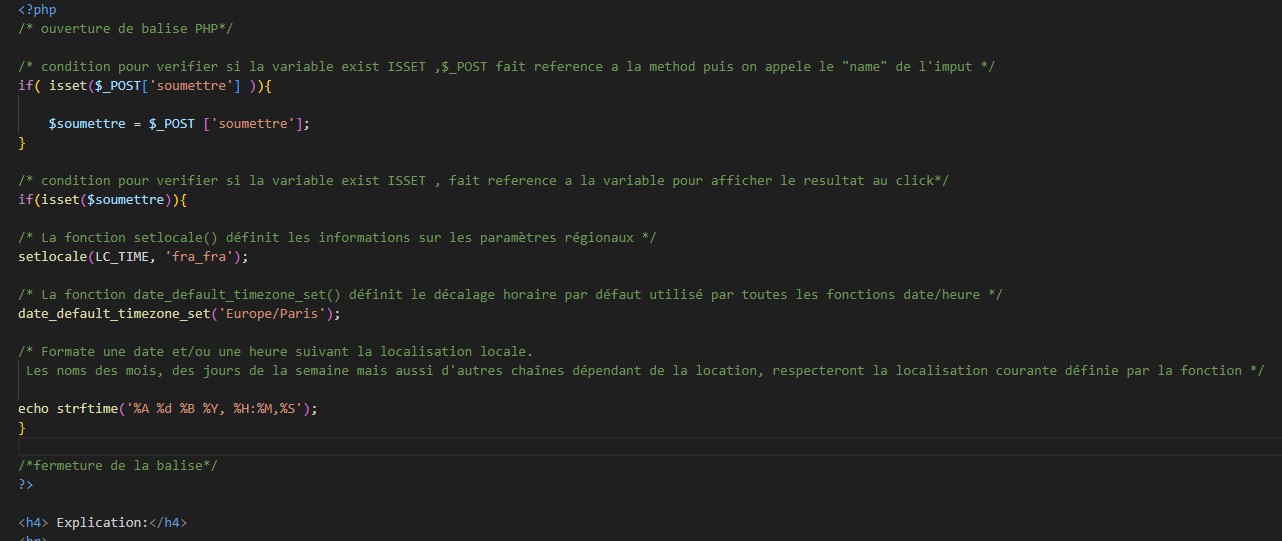 <?php
/* ouverture de balise PHP*/
/* condition pour verifier si la variable exist ISSET ,$_POST fait reference a la method puis on appele le "name" de l'imput */
if( isset($_POST['soumettre'] )){
$soumettre = $_POST ['soumettre'];
}
/* condition pour verifier si la variable exist ISSET , fait reference a la variable pour afficher le resultat au click*/
if(isset($soumettre)){
/* La fonction setlocale() définit les informations sur les paramètres régionaux */
setlocale(LC_TIME, 'fra_fra');
/* La fonction date_default_timezone_set() définit le décalage horaire par défaut utilisé par toutes les fonctions date/heure */
date_default_timezone_set('Europe/Paris');
/* Formate une date et/ou une heure suivant la localisation locale.
Les noms des mois, des jours de la semaine mais aussi d'autres chaînes dépendant de la location, respecteront la localisation courante définie par la fonction */
echo strftime('%A %d %B %Y, %H:%M,%S');
}
/*fermeture de la balise*/
?>
<h4> Explication:</h4>